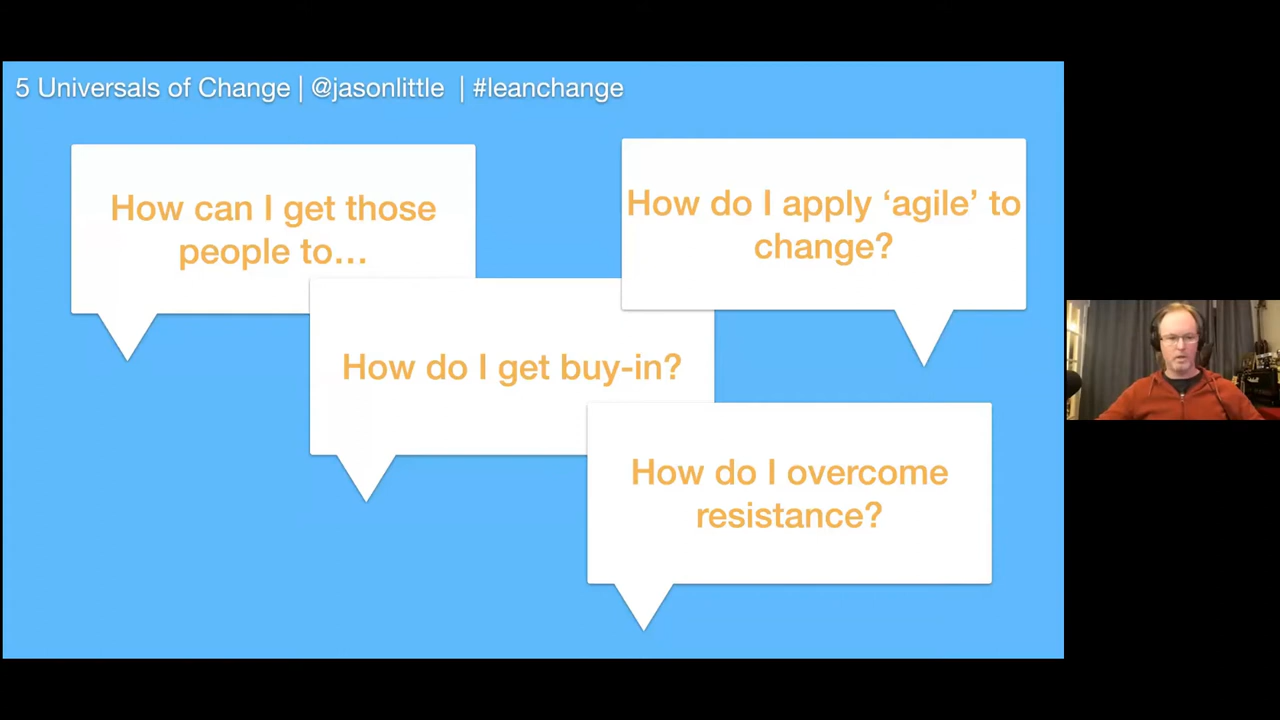 5 Universals of Change | @jasonlittle | #leanchange
How can I get those
people to…
How do I apply ‘agile’ to
change?
How do I get buy-in?
How do I overcome
resistance?